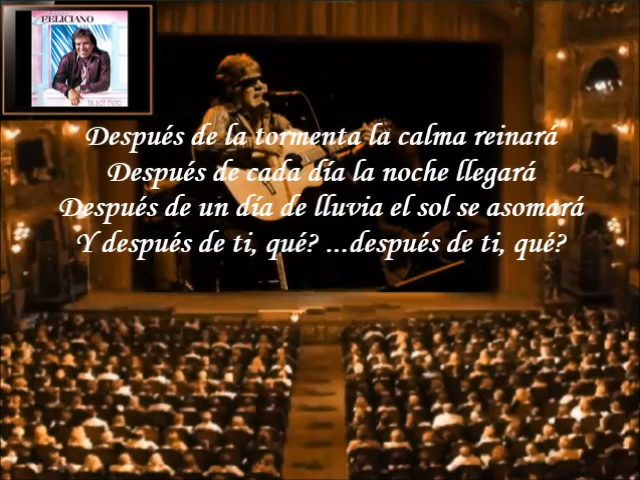 FELICIANO
Después de la tormenta la calma reinará
Después de cada día la noche llegará
Después de un día de lluvia el sol se asomará
Y después de ti, qué? ...después de ti, qué?